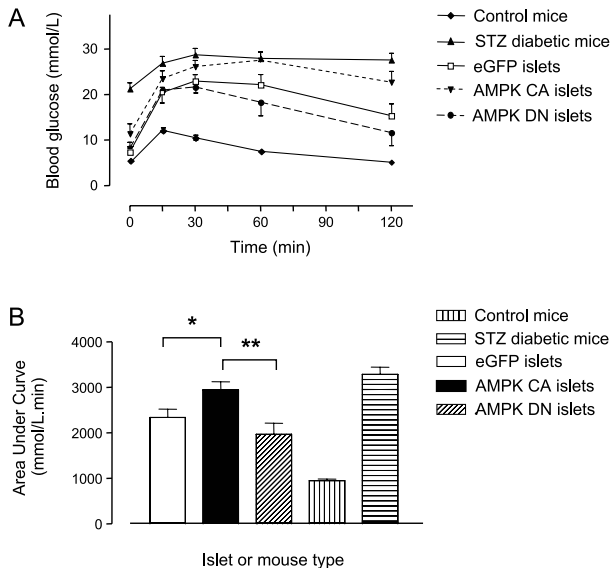 A
Blood glucose (mmol/L)
30
20
10
0
0
30
60
90
120
Time (min)
Control mice
STZ diabetic mice
eGFP islets
AMPK CA islets
AMPK DN islets
B
Area Under Curve
(mmol/L.min)
4000
3000
2000
1000
0
*
**
Islet or mouse type
Control mice
STZ diabetic mice
eGFP islets
AMPK CA islets
AMPK DN islets